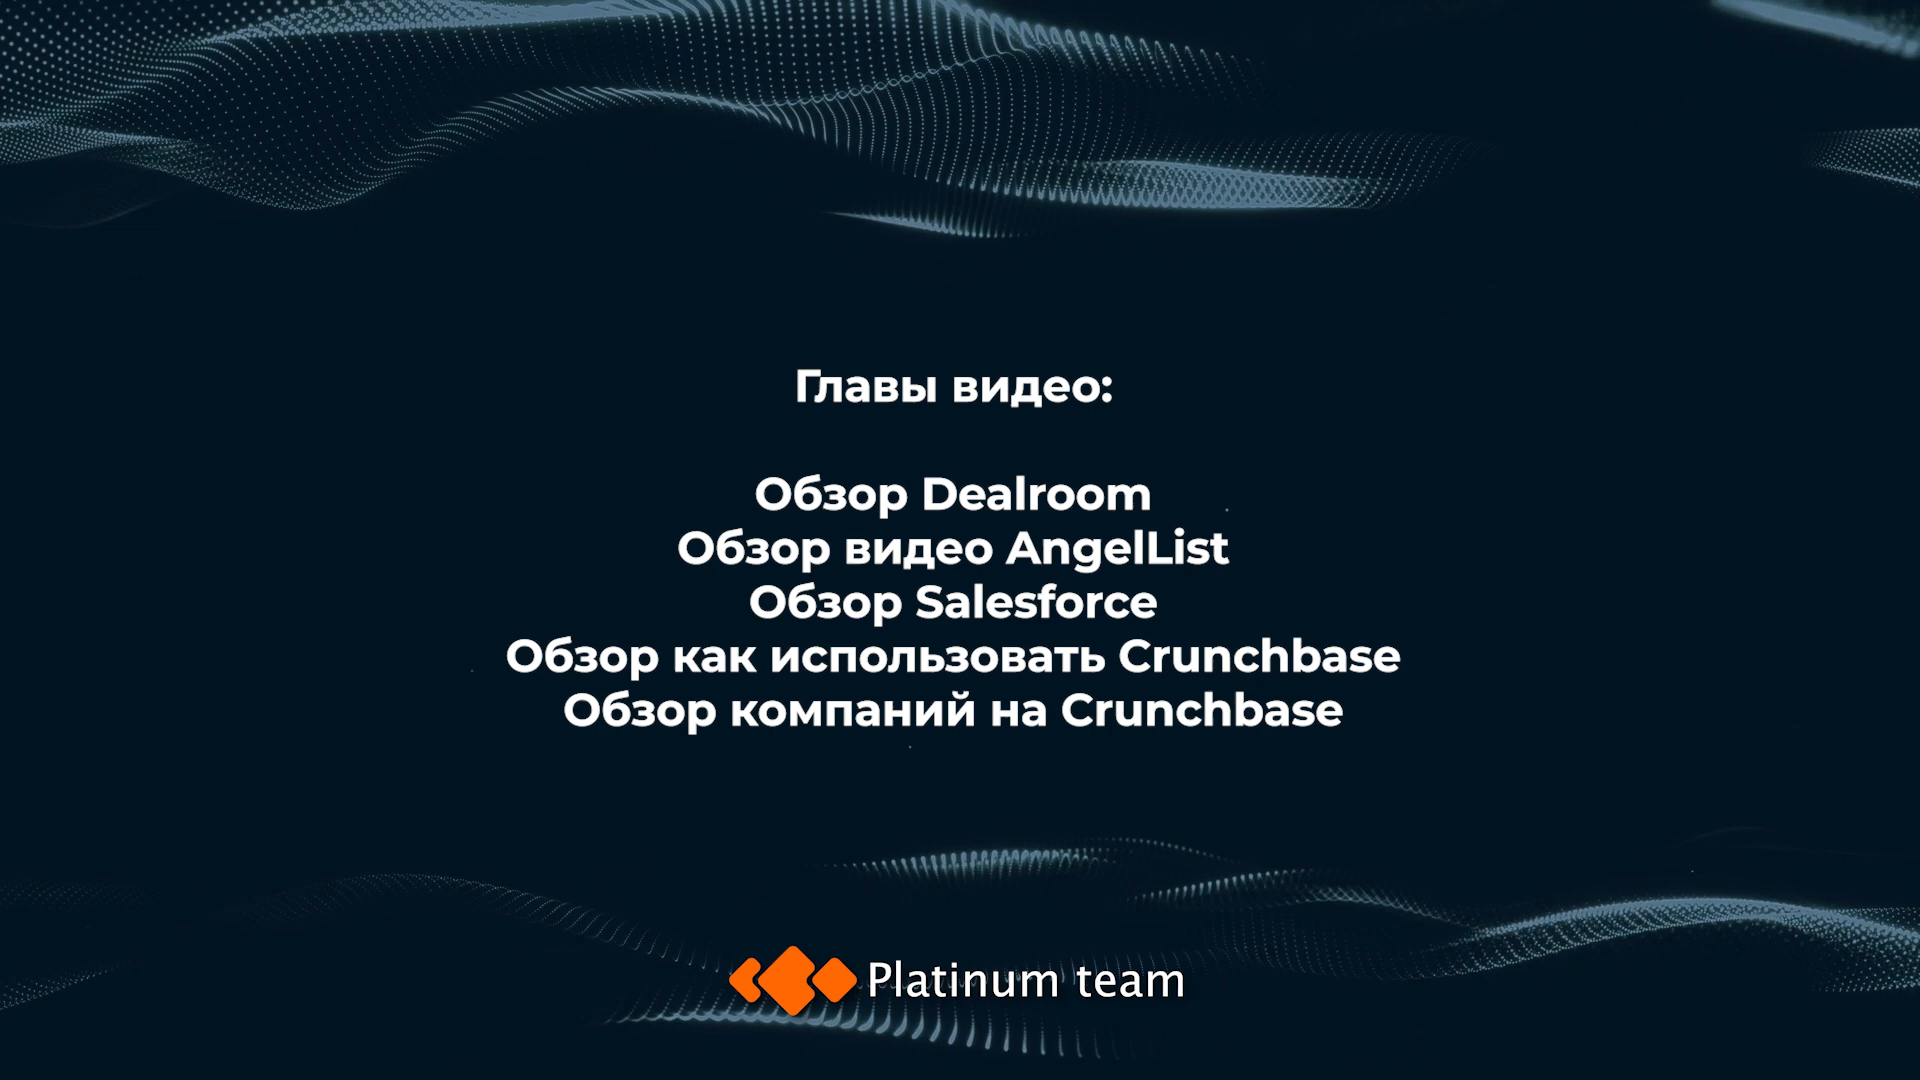 Главы видео:
Обзор Dealroom
Обзор видео AngelList
Обзор Salesforce
Обзор как использовать Crunchbase
Обзор компаний на Crunchbase
Platinum team